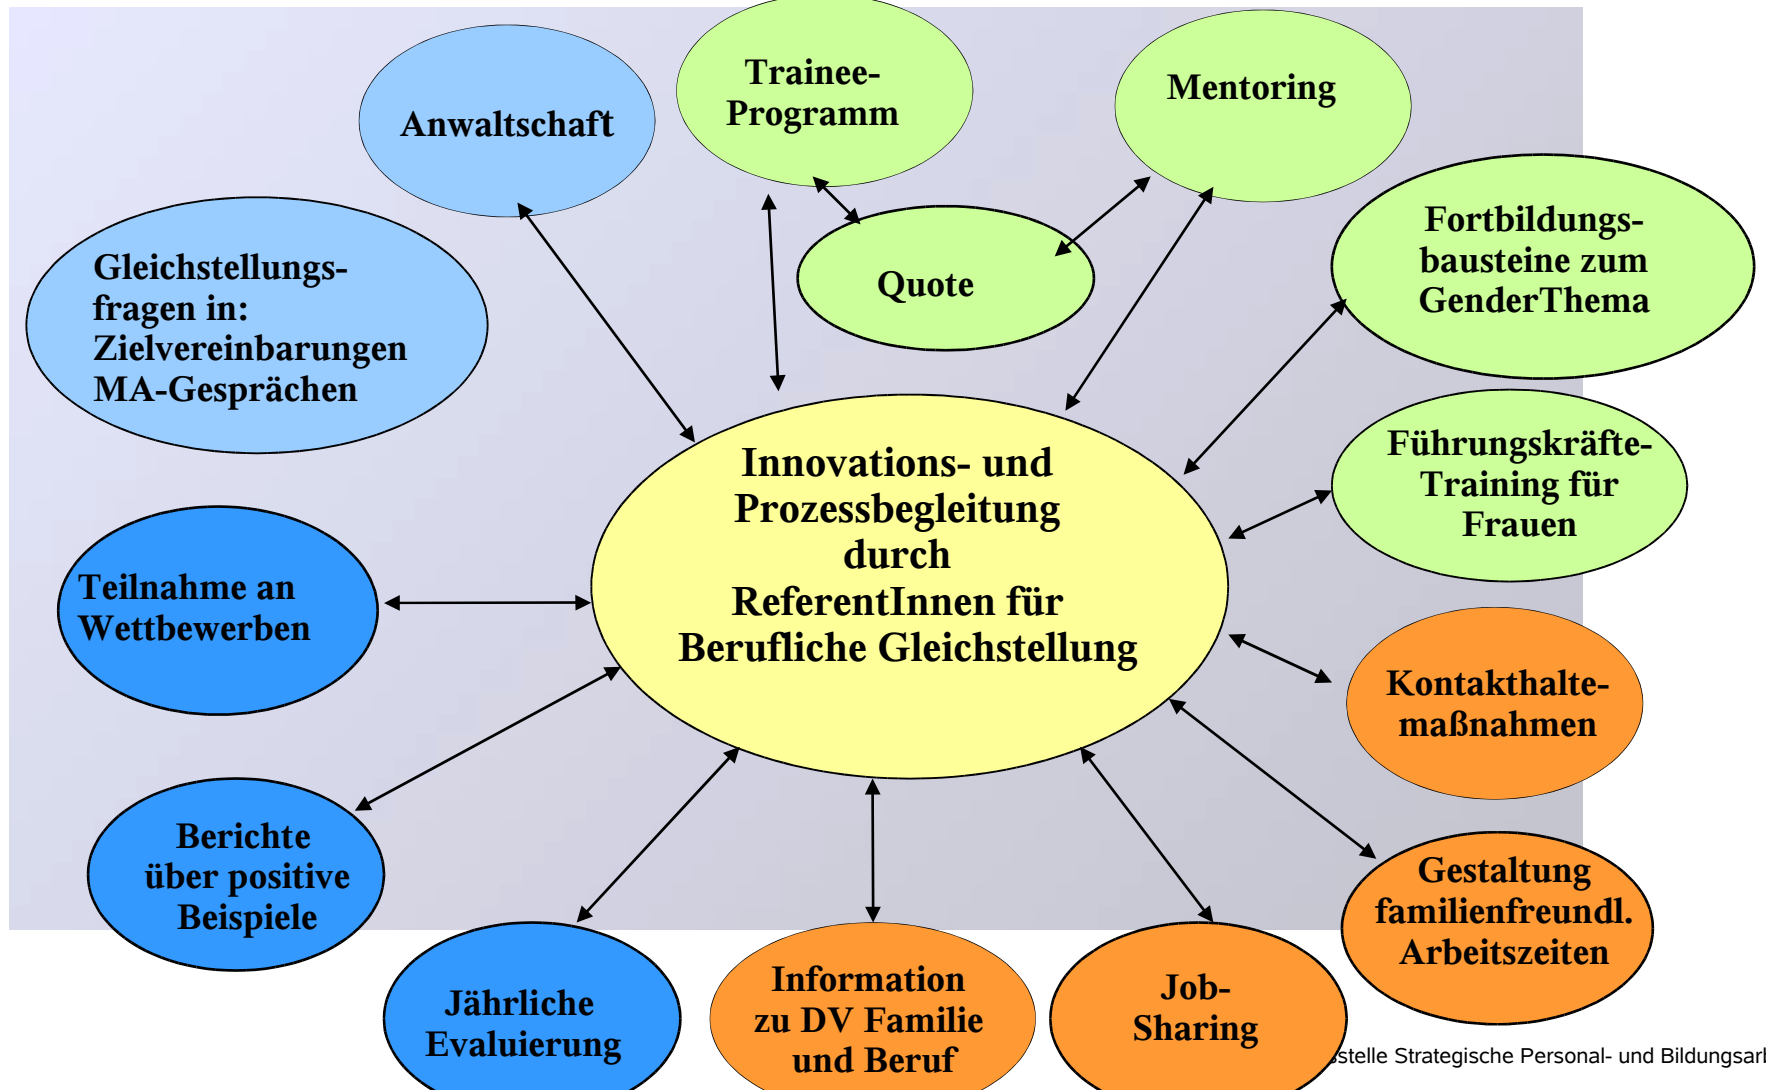 Trainee-
Programm
Mentoring
Anwaltschaft
Fortbildungs-
bausteine zum
GenderThema
Gleichstellungs-
fragen in:
Zielvereinbarungen
MA-Gesprächen
Quote
Führungskräfte-
Training für
Frauen
Innovations- und
Prozessbegleitung
durch
ReferentInnen für
Berufliche Gleichstellung
Teilnahme an
Wettbewerben
Kontakthalte-
maßnahmen
Berichte
über positive
Beispiele
Gestaltung
familienfreundl.
Arbeitszeiten
Jährliche
Evaluierung
Information
zu DV Familie
und Beruf
Job-
Sharing
Strategische Personal- und